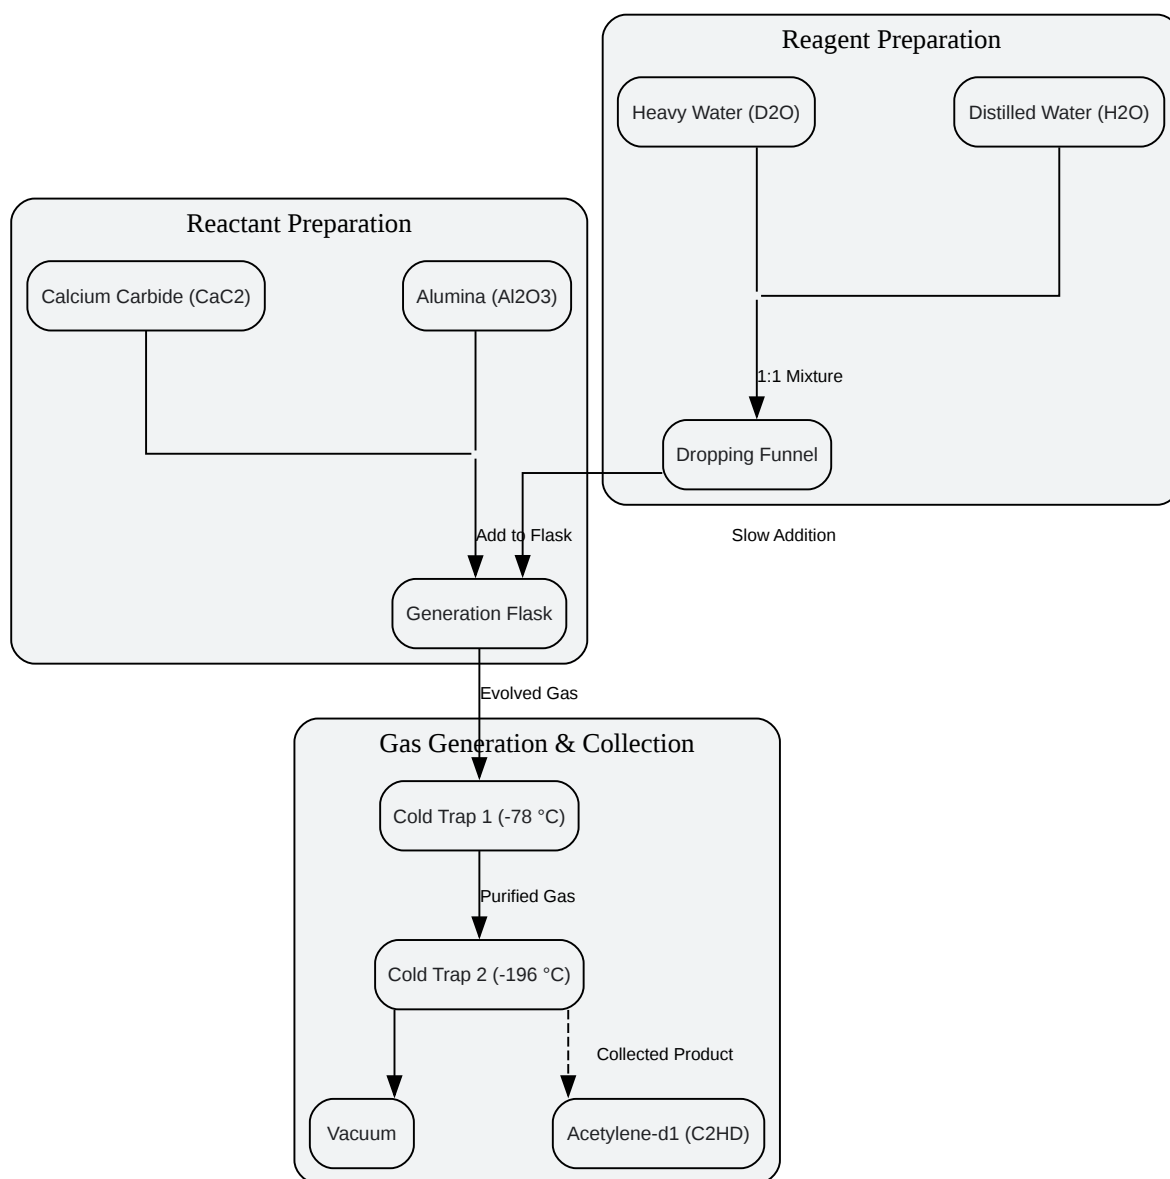 Reagent Preparation
Heavy Water (D2O)
Distilled Water (H2O)
Reactant Preparation
Calcium Carbide (CaC2)
Alumina (Al2O3)
1:1 Mixture
Dropping Funnel
Add to Flask
Slow Addition
Generation Flask
Evolved Gas
Gas Generation & Collection
Cold Trap 1 (-78 °C)
Purified Gas
Cold Trap 2 (-196 °C)
Collected Product
Vacuum
Acetylene-d1 (C2HD)